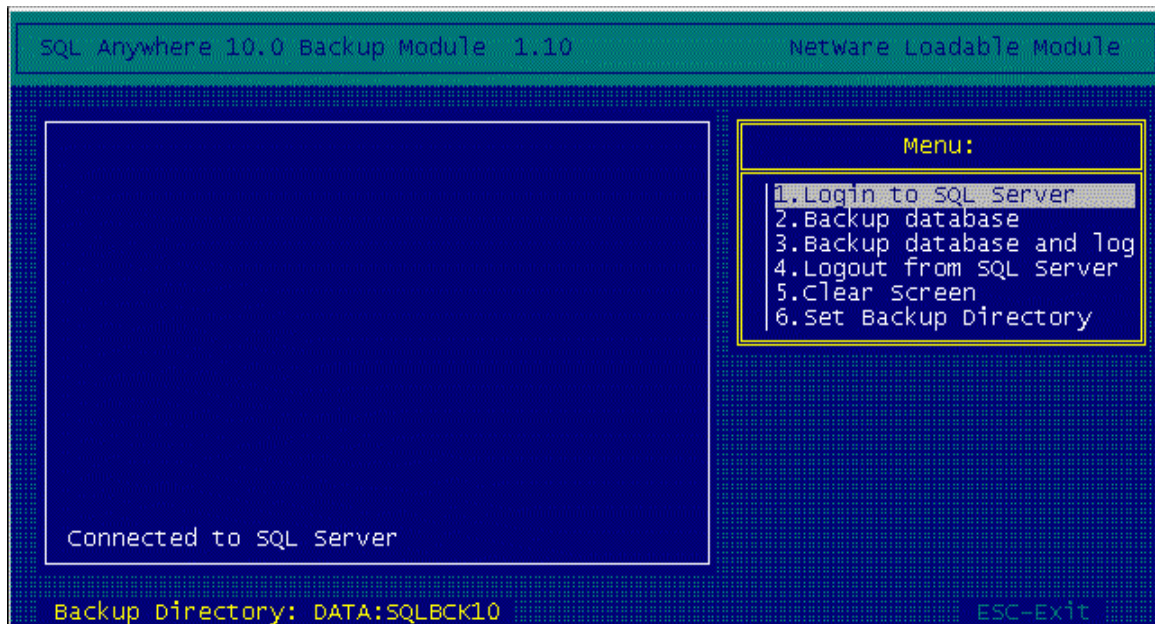 SQL Anywhere 10.0 Backup Module 1.10 NetWare Loadable Module
Menu:
1.Login to SQL Server
2.Backup database
3.Backup database and log
4.Logout from SQL Server
5.Clear Screen
6.Set Backup Directory
Connected to SQL Server
Backup Directory: DATA:SQLBCK10 ESC-Exit